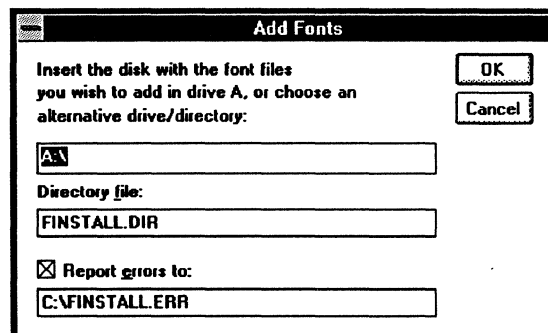 Add Fonts
Insert the disk with the font files
you wish to add in drive A, or choose an
alternative drive/directory:
OK
Cancel
A:\
Directory file:
FINSTALL.DIR
Report errors to:
C:\FINSTALL.ERR